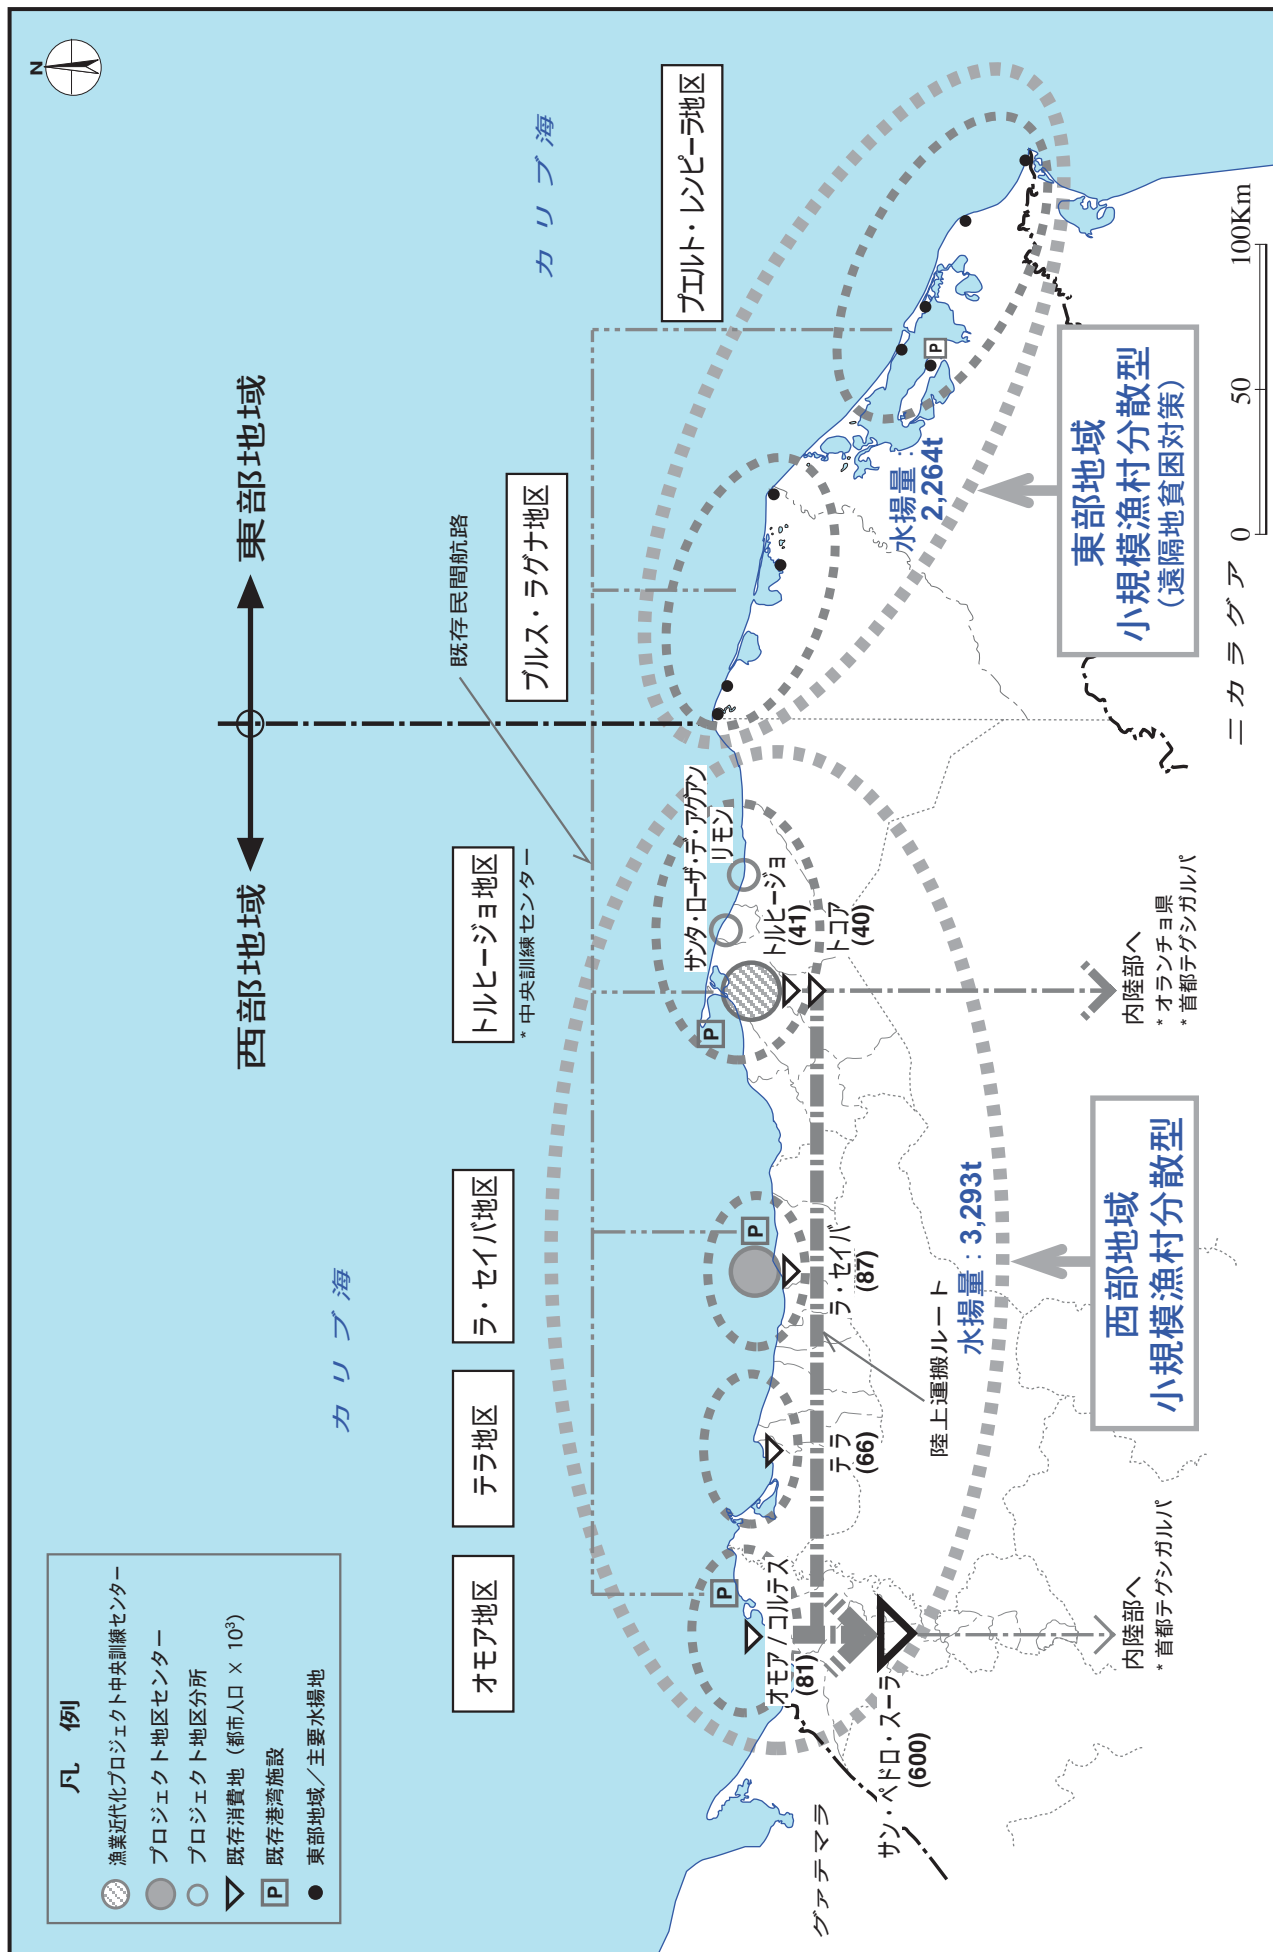 N
西部地域
東部地域
カリブ海
カリブ海
既存民間航路
オモア地区
テラ地区
ラ・セイバ地区
トルヒージョ地区
* 中央訓練センター
ブルス・ラグナ地区
プエルト・レンピーラ地区
凡 例
漁業近代化プロジェクト中央訓練センター
プロジェクト地区センター
プロジェクト地区分所
既存消費地（都市人口 × 10³）
P 既存港湾施設
東部地域／主要水揚地
P
P
P
P
サンタ・ローザ・デ・アグアン
リモン
トルヒージョ
(41)
トコア
(40)
ラ・セイバ
(87)
テラ
(66)
オモア / コルテス
(81)
サン・ペドロ・スーラ
(600)
陸上運搬ルート
水揚量：3,293t
水揚量：
2,264t
グァテマラ
ニカラグア
内陸部へ
* 首都テグシガルパ
内陸部へ
* オランチョ県
* 首都テグシガルパ
西部地域
小規模漁村分散型
東部地域
小規模漁村分散型
（遠隔地貧困対策）
0 50 100Km